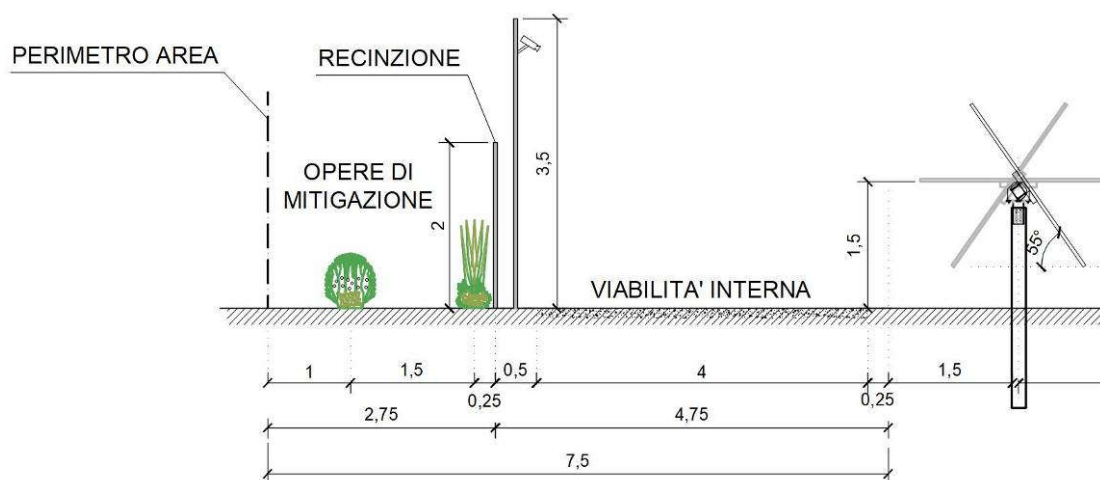 PERIMETRO AREA
RECINZIONE
OPERE DI
MITIGAZIONE
2
3,5
1,5
55°
VIABILITA' INTERNA
1
1,5
0,25
0,5
4
0,25
1,5
2,75
4,75
7,5